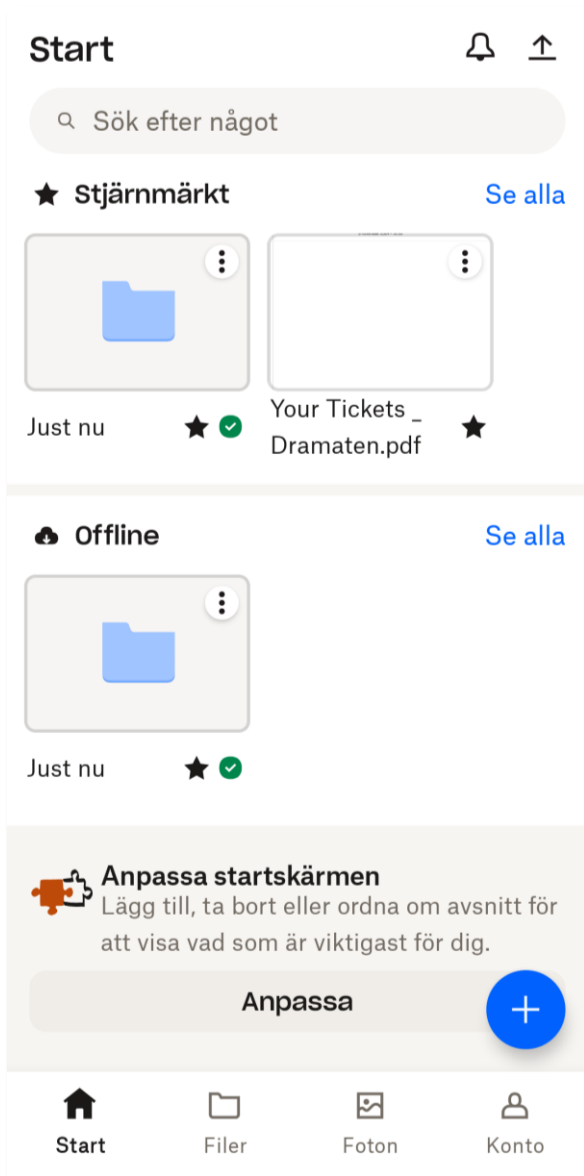 Start
Sök efter något
Stjärnmärkt
Se alla
Just nu
Your Tickets _
Dramaten.pdf
Offline
Se alla
Just nu
Anpassa startskärmen
Lägg till, ta bort eller ordna om avsnitt för
att visa vad som är viktigast för dig.
Anpassa
Start
Filer
Foton
Konto